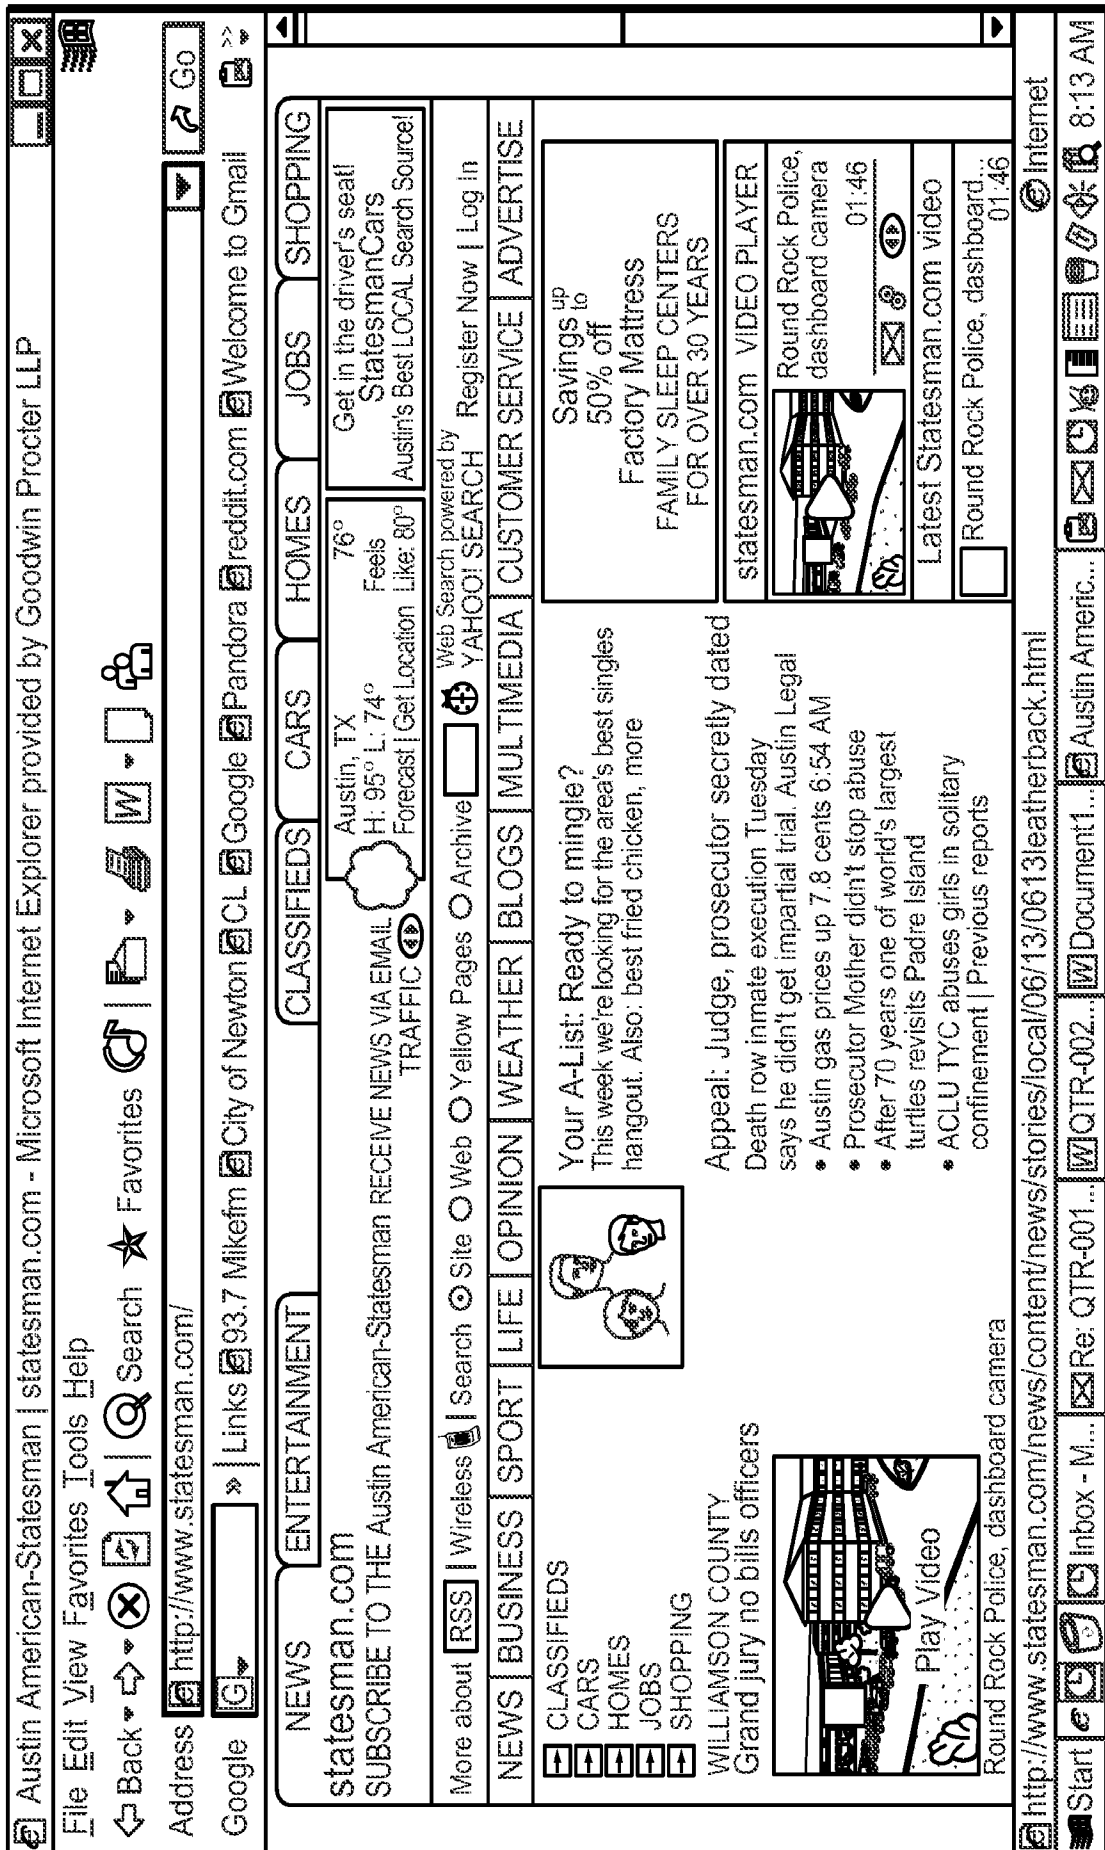 Austin American-Statesman | statesman.com - Microsoft Internet Explorer provided by Goodwin Procter LLP
File Edit View Favorites Tools Help
Back Search Favorites W
Address http://www.statesman.com/ Go
Google G » Links 93.7 Mikefm City of Newton CL Google Pandora reddit.com Welcome to Gmail >>
NEWS ENTERTAINMENT CLASSIFIEDS CARS HOMES JOBS SHOPPING
statesman.com
SUBSCRIBE TO THE Austin American-Statesman RECEIVE NEWS VIA EMAIL
TRAFFIC
Austin, TX 76°
H: 95° L: 74° Feels
Forecast | Get Location Like: 80°
Get in the driver's seat!
StatesmanCars
Austin's Best LOCAL Search Source!
More about RSS | Wireless | Search Site Web Yellow Pages Archive
Web Search powered by
YAHOO! SEARCH
Register Now | Log in
NEWS BUSINESS SPORT LIFE OPINION WEATHER BLOGS MULTIMEDIA CUSTOMER SERVICE ADVERTISE
CLASSIFIEDS
CARS
HOMES
JOBS
SHOPPING
WILLIAMSON COUNTY
Grand jury no bills officers
Play Video
Round Rock Police, dashboard camera
Your A-List: Ready to mingle?
This week we're looking for the area's best singles
hangout. Also: best fried chicken, more
Appeal: Judge, prosecutor secretly dated
Death row inmate execution Tuesday
says he didn't get impartial trial. Austin Legal
• Austin gas prices up 7.8 cents 6:54 AM
• Prosecutor Mother didn't stop abuse
• After 70 years one of world's largest
turtles revisits Padre Island
• ACLU TYC abuses girls in solitary
confinement | Previous reports
Savings up to
50% off
Factory Mattress
FAMILY SLEEP CENTERS
FOR OVER 30 YEARS
statesman.com VIDEO PLAYER
Round Rock Police,
dashboard camera
01:46
Latest Statesman.com video
Round Rock Police, dashboard...
01:46
http://www.statesman.com/news/content/news/stories/local/06/13/0613leatherback.html Internet
Start Inbox - M... Re: QTR-001... W QTR-002... W Document1... Austin Americ... 8:13 AM